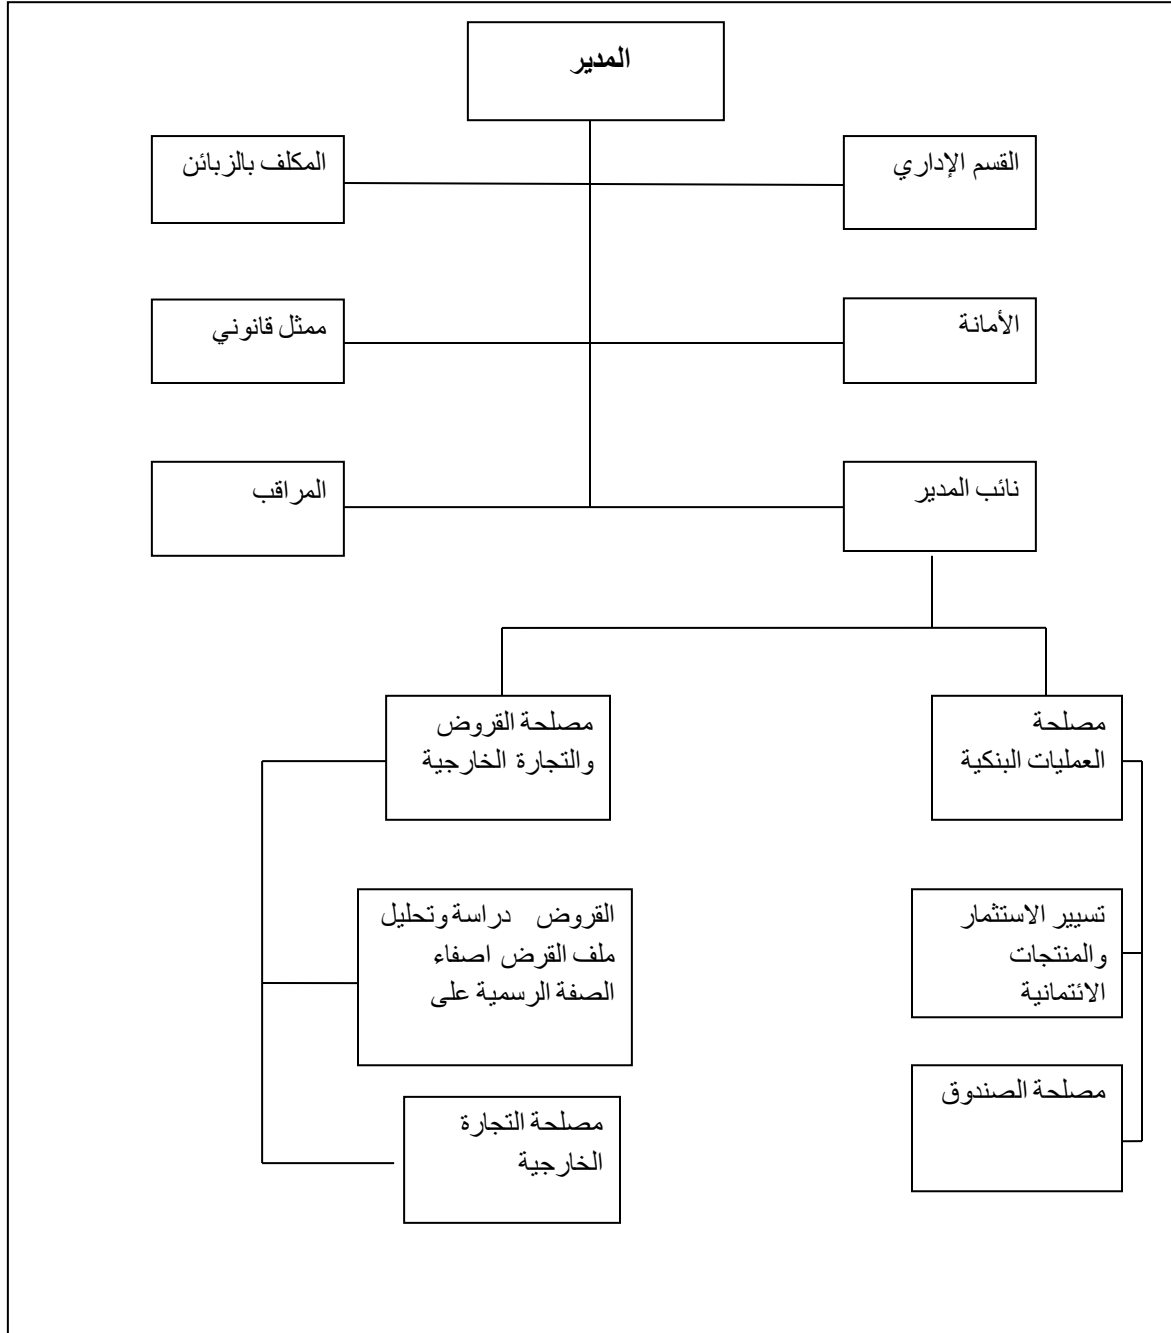 المدير
القسم الإداري
المكلف بالزبائن
الأمانة
ممثل قانوني
نائب المدير
المراقب
مصلحة
العمليات البنكية
مصلحة القروض
والتجارة الخارجية
تسيير الاستثمار
والمنتجات
الائتمانية
القروض دراسة وتحليل
ملف القرض اصفاء
الصفة الرسمية على
مصلحة الصندوق
مصلحة التجارة
الخارجية